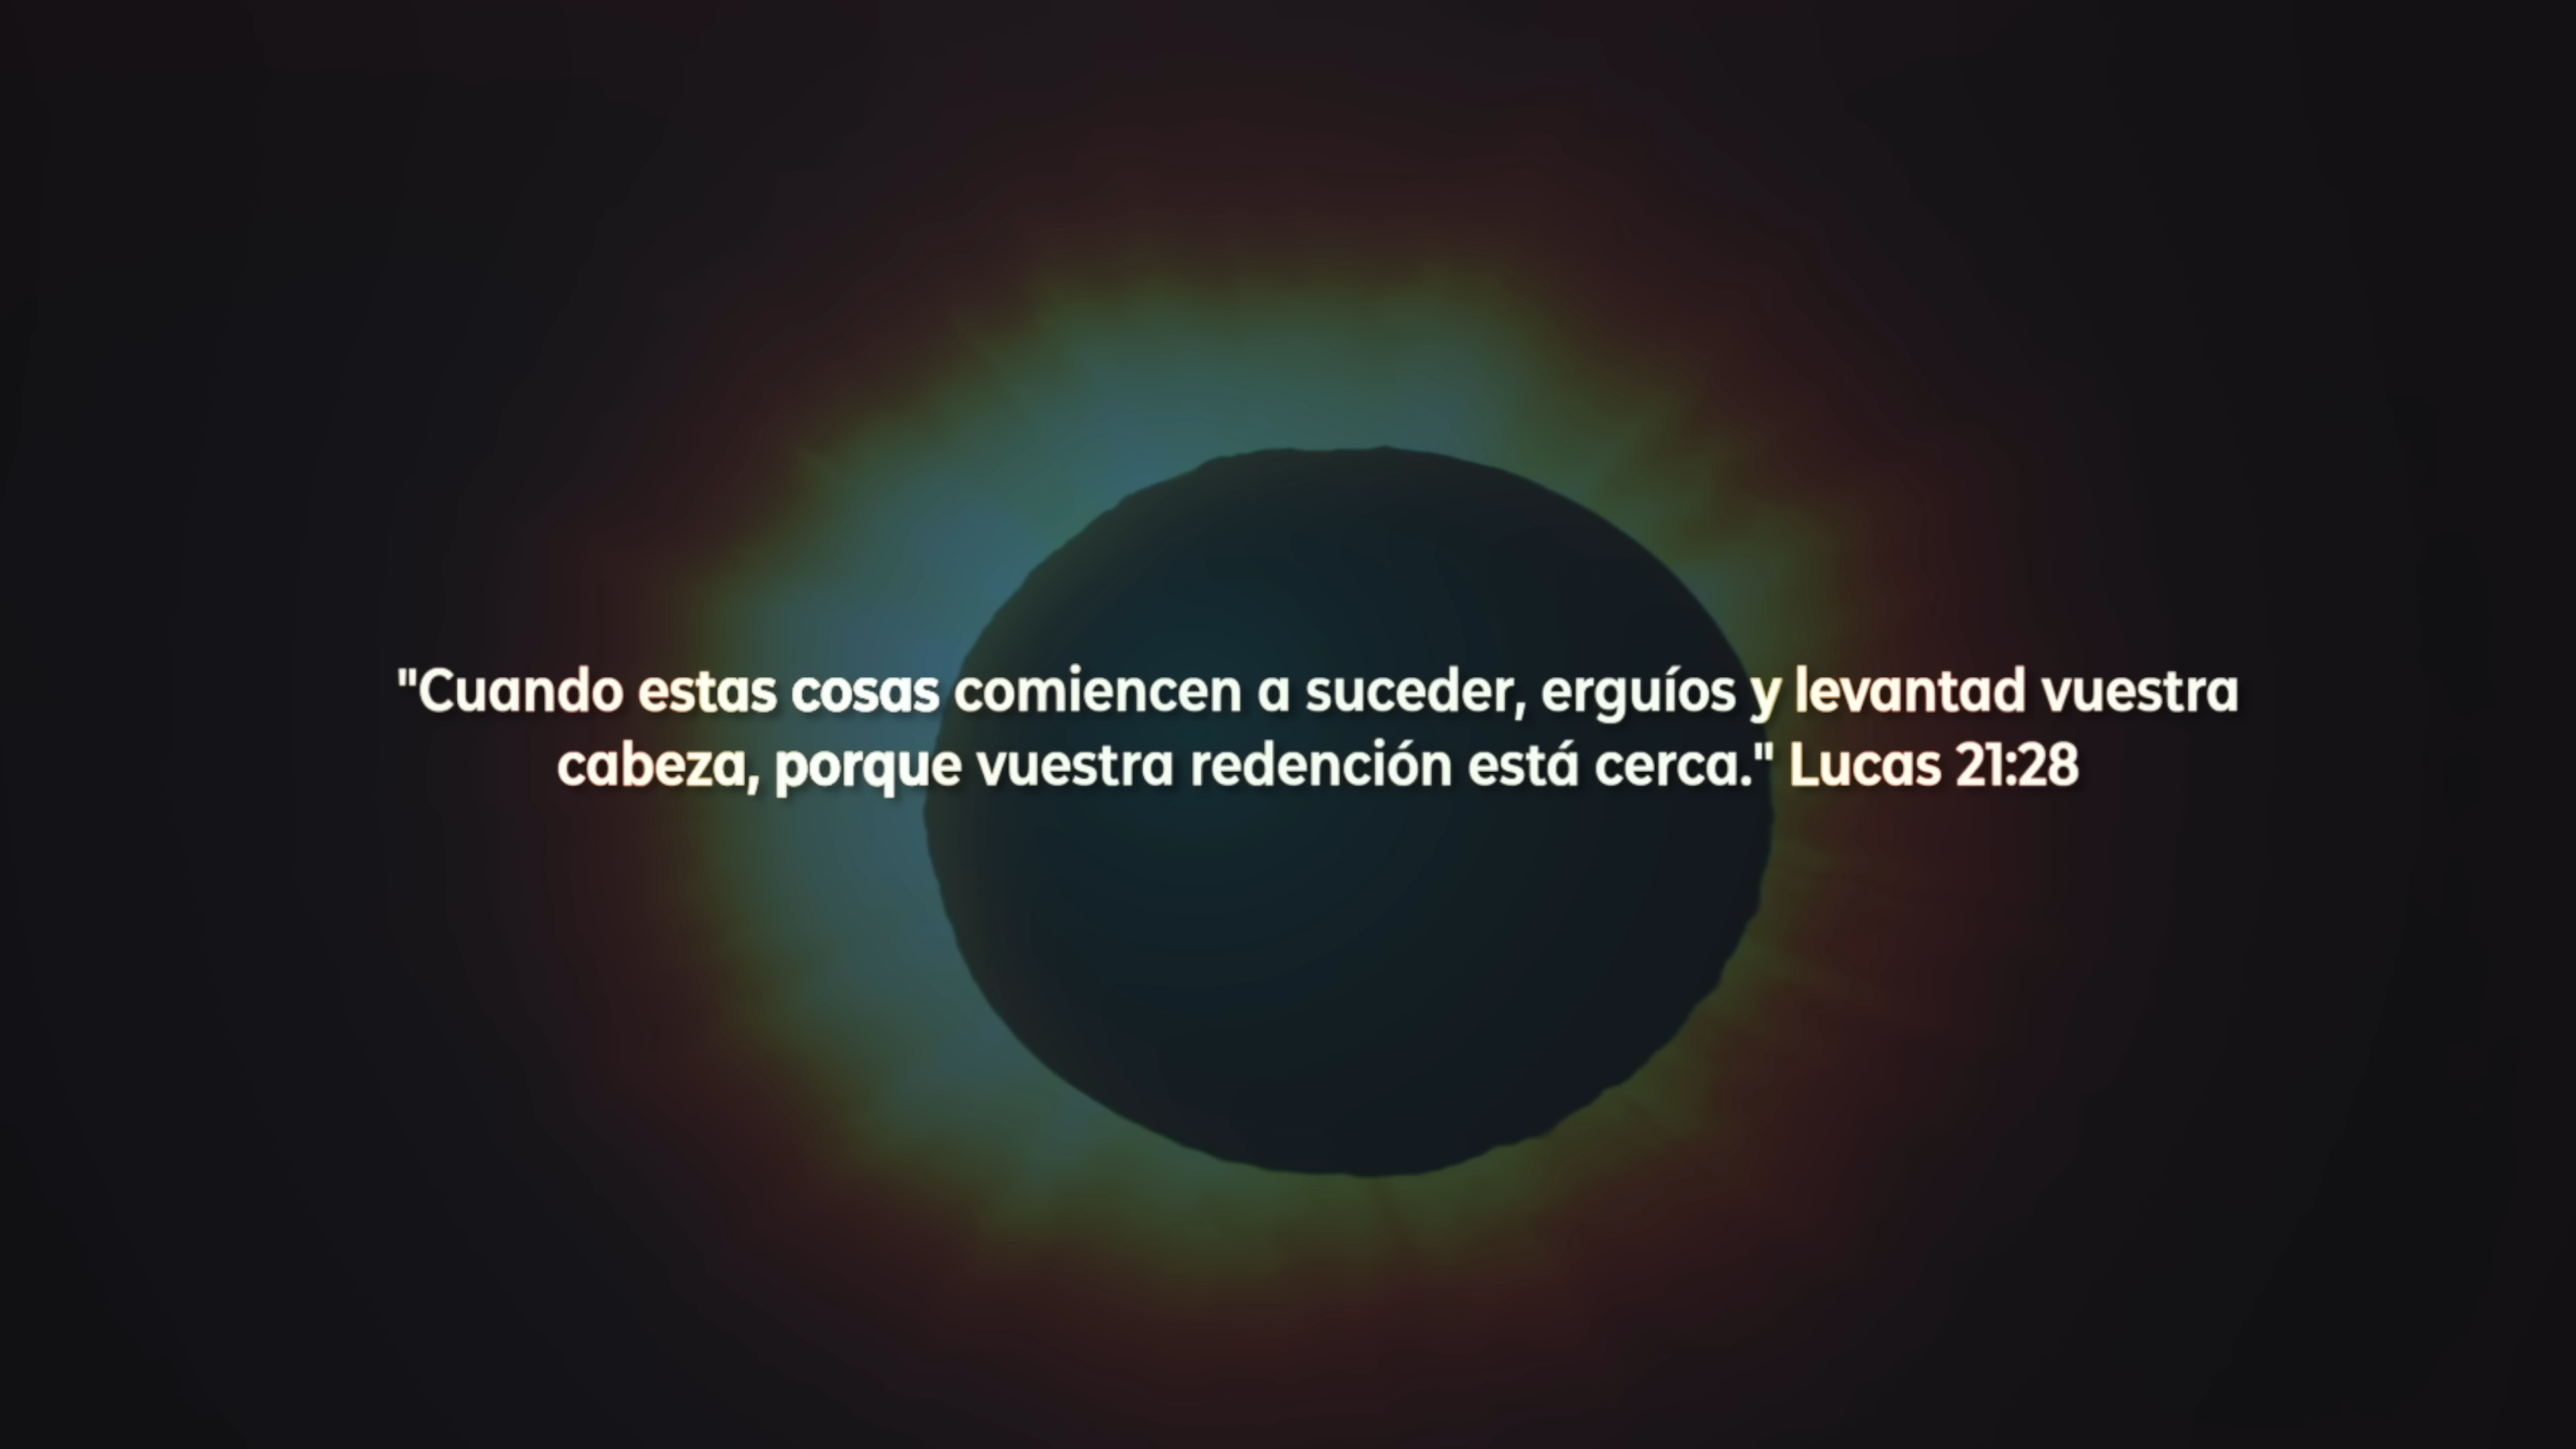 "Cuando estas cosas comiencen a suceder, erguíos y levantad vuestra
cabeza, porque vuestra redención está cerca." Lucas 21:28